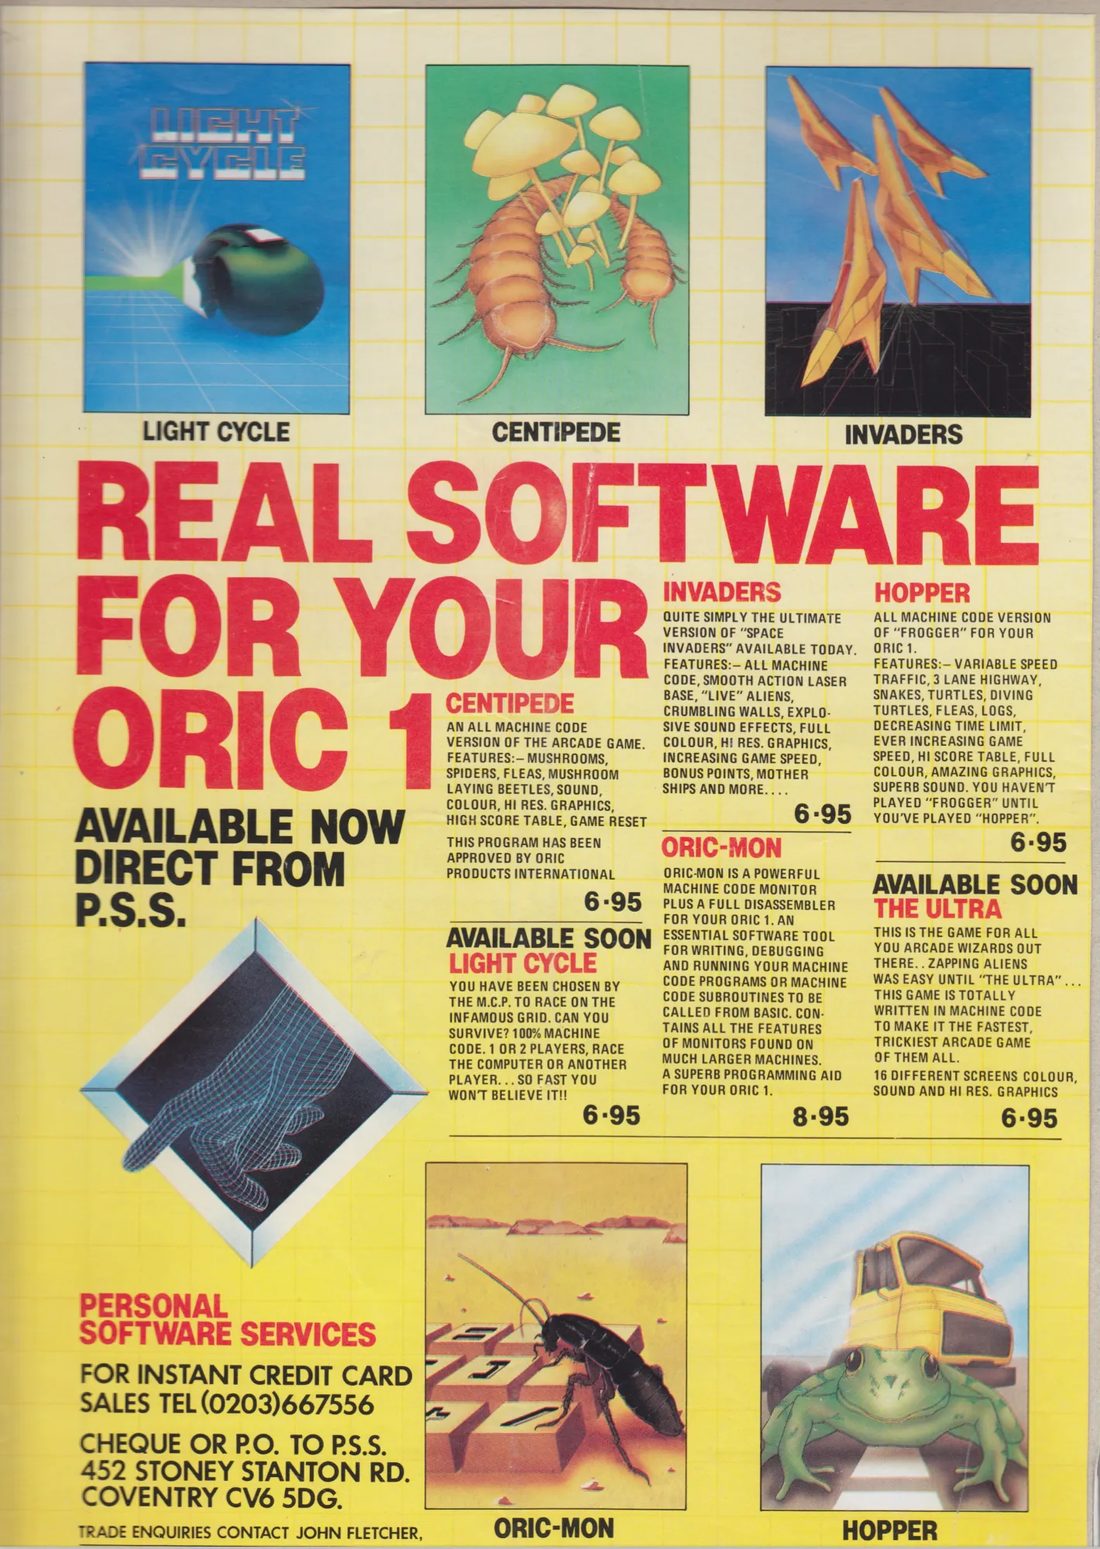 LIGHT
CYCLE
LIGHT CYCLE
CENTIPEDE
INVADERS
REAL SOFTWARE
FOR YOUR
ORIC 1
AVAILABLE NOW
DIRECT FROM
P.S.S.
CENTIPEDE
AN ALL MACHINE CODE
VERSION OF THE ARCADE GAME.
FEATURES:– MUSHROOMS,
SPIDERS, FLEAS, MUSHROOM
LAYING BEETLES, SOUND,
COLOUR, HI RES. GRAPHICS,
HIGH SCORE TABLE, GAME RESET
THIS PROGRAM HAS BEEN
APPROVED BY ORIC
PRODUCTS INTERNATIONAL
6·95
AVAILABLE SOON
LIGHT CYCLE
YOU HAVE BEEN CHOSEN BY
THE M.C.P. TO RACE ON THE
INFAMOUS GRID. CAN YOU
SURVIVE? 100% MACHINE
CODE. 1 OR 2 PLAYERS, RACE
THE COMPUTER OR ANOTHER
PLAYER... SO FAST YOU
WON'T BELIEVE IT!!
6·95
INVADERS
QUITE SIMPLY THE ULTIMATE
VERSION OF "SPACE
INVADERS" AVAILABLE TODAY.
FEATURES:– ALL MACHINE
CODE, SMOOTH ACTION LASER
BASE, "LIVE" ALIENS,
CRUMBLING WALLS, EXPLO-
SIVE SOUND EFFECTS, FULL
COLOUR, HI RES. GRAPHICS,
INCREASING GAME SPEED,
BONUS POINTS, MOTHER
SHIPS AND MORE....
6·95
ORIC-MON
ORIC-MON IS A POWERFUL
MACHINE CODE MONITOR
PLUS A FULL DISASSEMBLER
FOR YOUR ORIC 1. AN
ESSENTIAL SOFTWARE TOOL
FOR WRITING, DEBUGGING
AND RUNNING YOUR MACHINE
CODE PROGRAMS OR MACHINE
CODE SUBROUTINES TO BE
CALLED FROM BASIC. CON-
TAINS ALL THE FEATURES
OF MONITORS FOUND ON
MUCH LARGER MACHINES.
A SUPERB PROGRAMMING AID
FOR YOUR ORIC 1.
8·95
HOPPER
ALL MACHINE CODE VERSION
OF "FROGGER" FOR YOUR
ORIC 1.
FEATURES:– VARIABLE SPEED
TRAFFIC, 3 LANE HIGHWAY,
SNAKES, TURTLES, DIVING
TURTLES, FLEAS, LOGS,
DECREASING TIME LIMIT,
EVER INCREASING GAME
SPEED, HI SCORE TABLE, FULL
COLOUR, AMAZING GRAPHICS,
SUPERB SOUND. YOU HAVEN'T
PLAYED "FROGGER" UNTIL
YOU'VE PLAYED "HOPPER".
6·95
AVAILABLE SOON
THE ULTRA
THIS IS THE GAME FOR ALL
YOU ARCADE WIZARDS OUT
THERE.. ZAPPING ALIENS
WAS EASY UNTIL "THE ULTRA"...
THIS GAME IS TOTALLY
WRITTEN IN MACHINE CODE
TO MAKE IT THE FASTEST,
TRICKIEST ARCADE GAME
OF THEM ALL.
16 DIFFERENT SCREENS COLOUR,
SOUND AND HI RES. GRAPHICS
6·95
PERSONAL
SOFTWARE SERVICES
FOR INSTANT CREDIT CARD
SALES TEL (0203)667556
CHEQUE OR P.O. TO P.S.S.
452 STONEY STANTON RD.
COVENTRY CV6 5DG.
TRADE ENQUIRIES CONTACT JOHN FLETCHER,
ORIC-MON
HOPPER